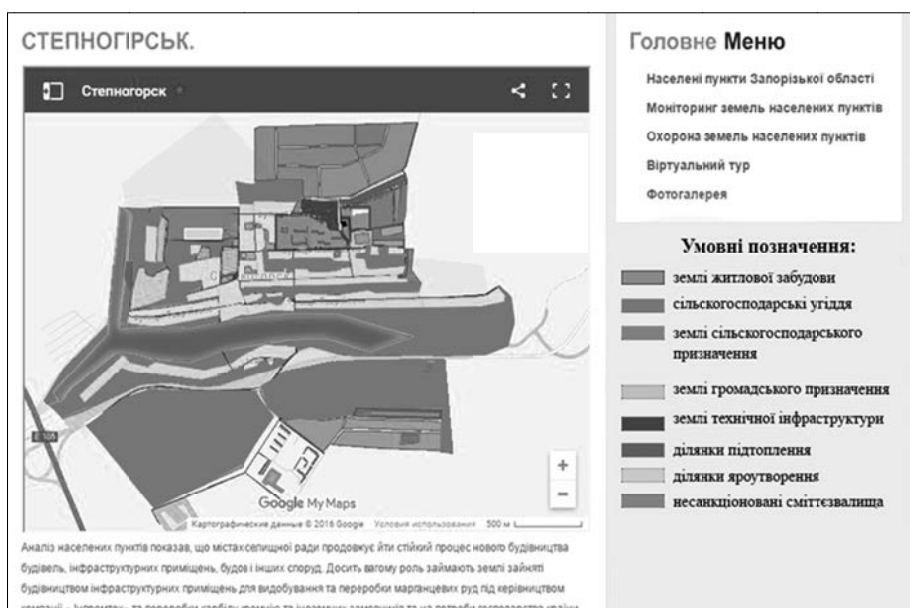 СТЕПНОГІРСЬК.
Степногорск
E 105
Google My Maps
Картографические данные © 2016 Google Условия использования 500 м
Аналіз населених пунктів показав, що містахселищної ради продовжує йти стійкий процес нового будівництва
будівель, інфраструктурних приміщень, будов і інших споруд. Досить вагому роль займають землі зайняті
будівництвом інфраструктурних приміщень для видобування та переробки марганцевих руд під керівництвом
Головне Меню
Населені пункти Запорізької області
Моніторинг земель населених пунктів
Охорона земель населених пунктів
Віртуальний тур
Фотогалерея
Умовні позначення:
землі житлової забудови
сільскогосподарські угіддя
землі сільскогосподарського
призначення
землі громадського призначення
землі технічної інфраструктури
ділянки підтоплення
ділянки яроутворення
несанкціоновані сміттєзвалища